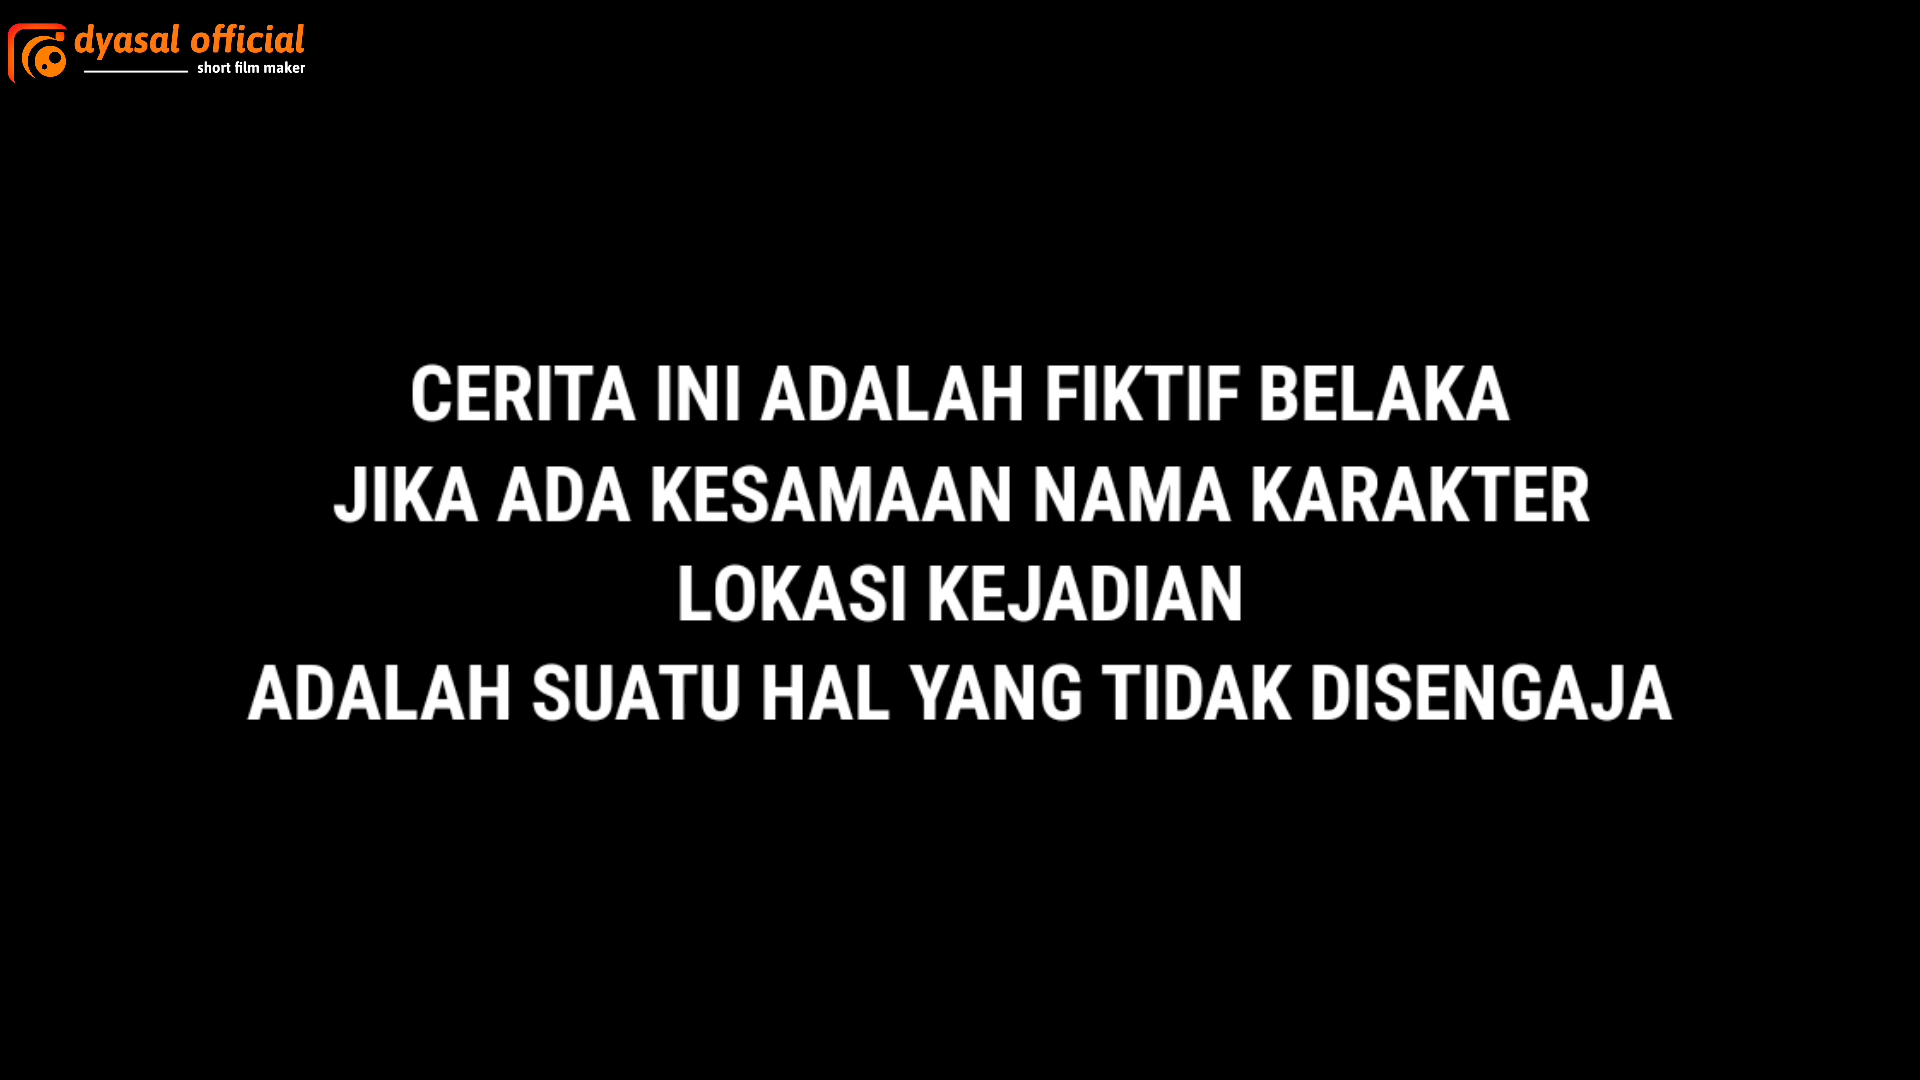 dyasal official
short film maker
CERITA INI ADALAH FIKTIF BELAKA
JIKA ADA KESAMAAN NAMA KARAKTER
LOKASI KEJADIAN
ADALAH SUATU HAL YANG TIDAK DISENGAJA